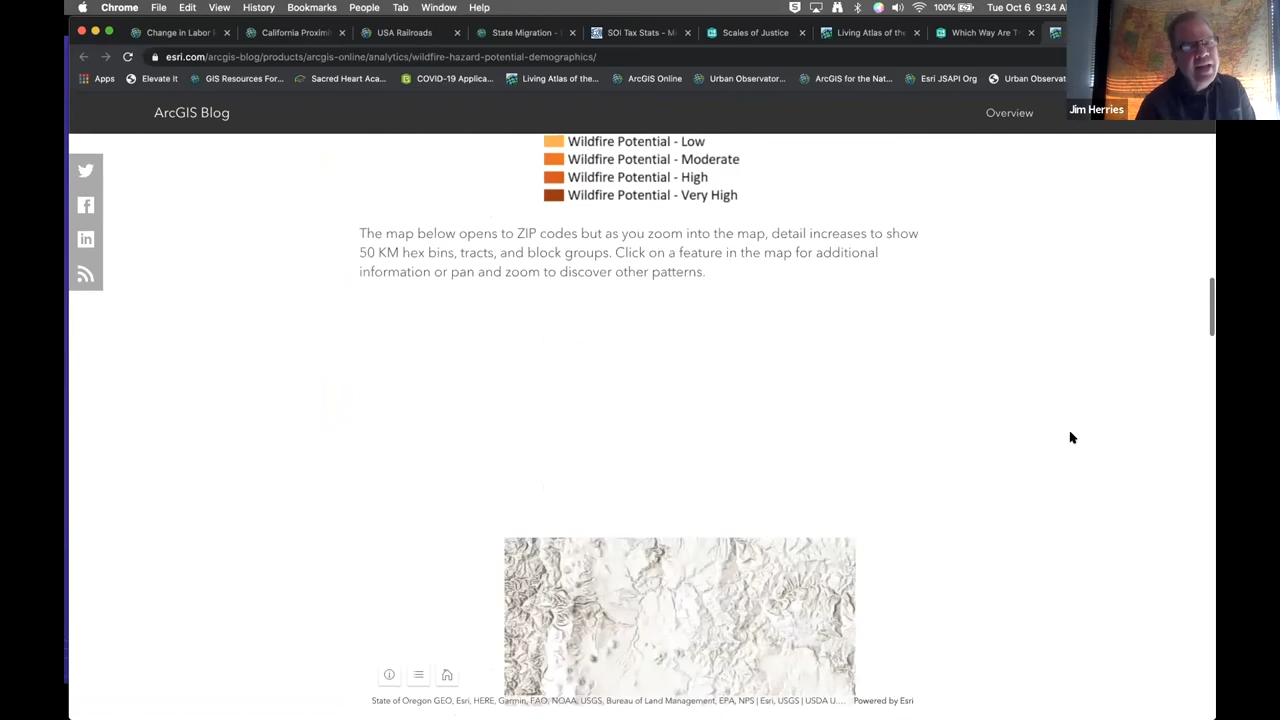 Chrome File Edit View History Bookmarks People Tab Window Help 100% Tue Oct 6 9:34 A
Change in Labor California Proxim USA Railroads State Migration - SOI Tax Stats - M Scales of Justice Living Atlas of the Which Way Are T
esri.com/arcgis-blog/products/arcgis-online/analytics/wildfire-hazard-potential-demographics/
Apps Elevate It GIS Resources For... Sacred Heart Aca... COVID-19 Applica... Living Atlas of the... ArcGIS Online Urban Observator... ArcGIS for the Nat... Esri JSAPI Org Urban Observat
Jim Herries
ArcGIS Blog Overview
Wildfire Potential - Low
Wildfire Potential - Moderate
Wildfire Potential - High
Wildfire Potential - Very High
The map below opens to ZIP codes but as you zoom into the map, detail increases to show
50 KM hex bins, tracts, and block groups. Click on a feature in the map for additional
information or pan and zoom to discover other patterns.
State of Oregon GEO, Esri, HERE, Garmin, FAO, NOAA, USGS, Bureau of Land Management, EPA, NPS | Esri, USGS | USDA U.... Powered by Esri